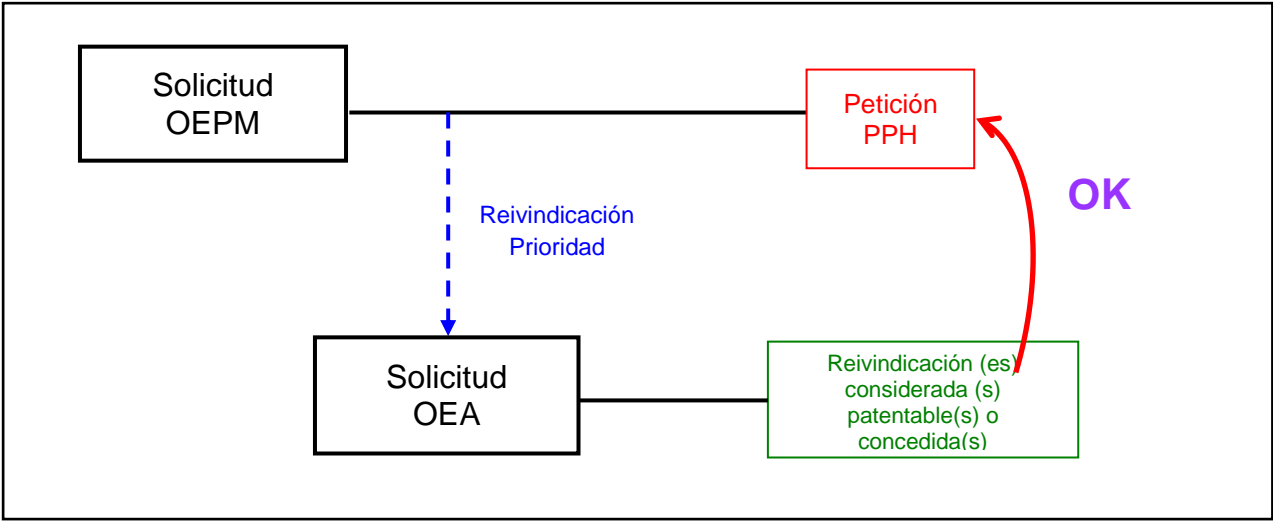 Solicitud
OEPM
Petición
PPH
OK
Reivindicación
Prioridad
Solicitud
OEA
Reivindicación (es)
considerada (s)
patentable(s) o
concedida(s)